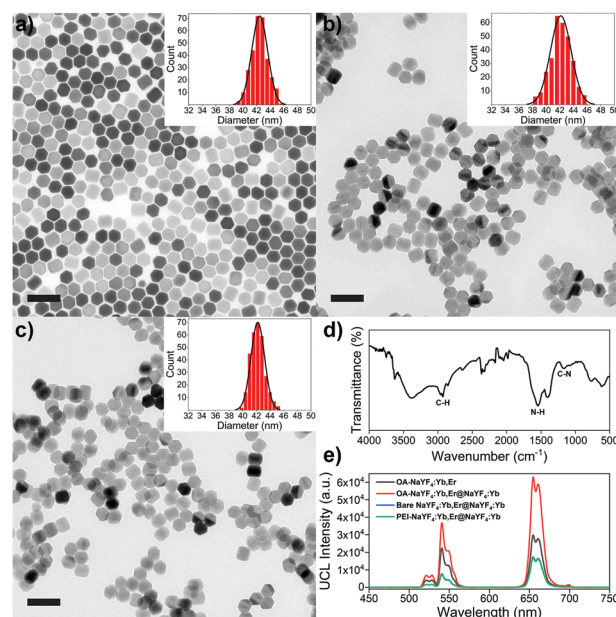 a)
70
60
50
40
30
20
10
Count
32 34 36 38 40 42 44 46 48 50
Diameter (nm)
b)
60
50
40
30
20
10
Count
32 34 36 38 40 42 44 46 48 50
Diameter (nm)
c)
70
60
50
40
30
20
10
Count
32 34 36 38 40 42 44 46 48 50
Diameter (nm)
d)
Transmittance (%)
C-H
N-H
C-N
4000 3500 3000 2500 2000 1500 1000 500
Wavenumber (cm⁻¹)
e)
6x10⁴
5x10⁴
4x10⁴
3x10⁴
2x10⁴
1x10⁴
0
UCL Intensity (a.u.)
OA-NaYF₄:Yb,Er
OA-NaYF₄:Yb,Er@NaYF₄:Yb
Bare NaYF₄:Yb,Er@NaYF₄:Yb
PEI-NaYF₄:Yb,Er@NaYF₄:Yb
450 500 550 600 650 700 750
Wavelength (nm)